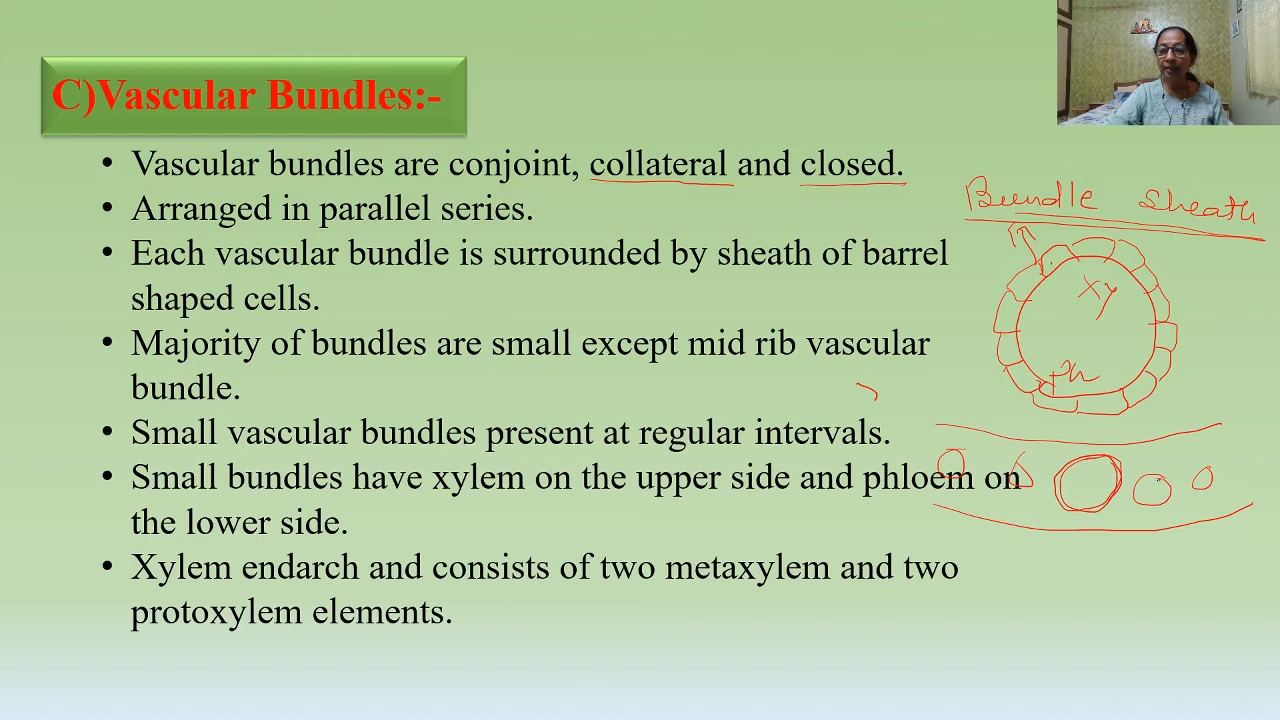 C)Vascular Bundles:-
• Vascular bundles are conjoint, collateral and closed.
• Arranged in parallel series.
• Each vascular bundle is surrounded by sheath of barrel
shaped cells.
• Majority of bundles are small except mid rib vascular
bundle.
• Small vascular bundles present at regular intervals.
• Small bundles have xylem on the upper side and phloem on
the lower side.
• Xylem endarch and consists of two metaxylem and two
protoxylem elements.
Bundle Sheath
Xy
Ph